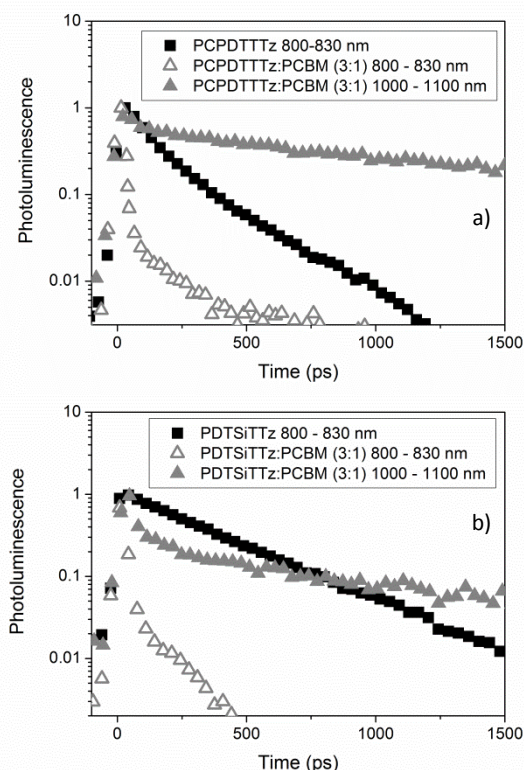 PCPDTTTz 800-830 nm
PCPDTTTz:PCBM (3:1) 800 - 830 nm
PCPDTTTz:PCBM (3:1) 1000 - 1100 nm
10
1
0.1
0.01
Photoluminescence
a)
0 500 1000 1500
Time (ps)
PDTSiTTz 800 - 830 nm
PDTSiTTz:PCBM (3:1) 800 - 830 nm
PDTSiTTz:PCBM (3:1) 1000 - 1100 nm
10
1
0.1
0.01
Photoluminescence
b)
0 500 1000 1500
Time (ps)